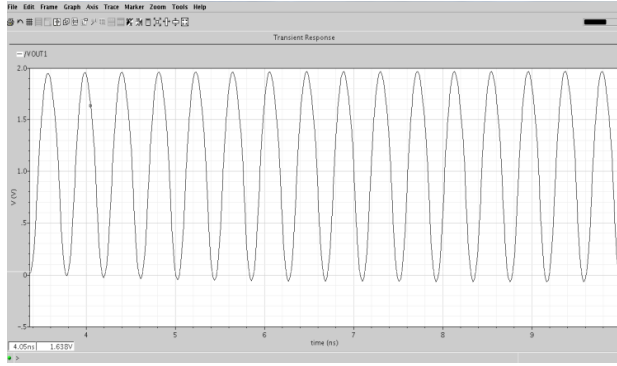 File Edit Frame Graph Axis Trace Marker Zoom Tools Help
Transient Response
/VOUT1
2.0
1.5
1.0
.5
0
-.5
V (V)
4 5 6 7 8 9
time (ns)
4.05ns 1.638V
>